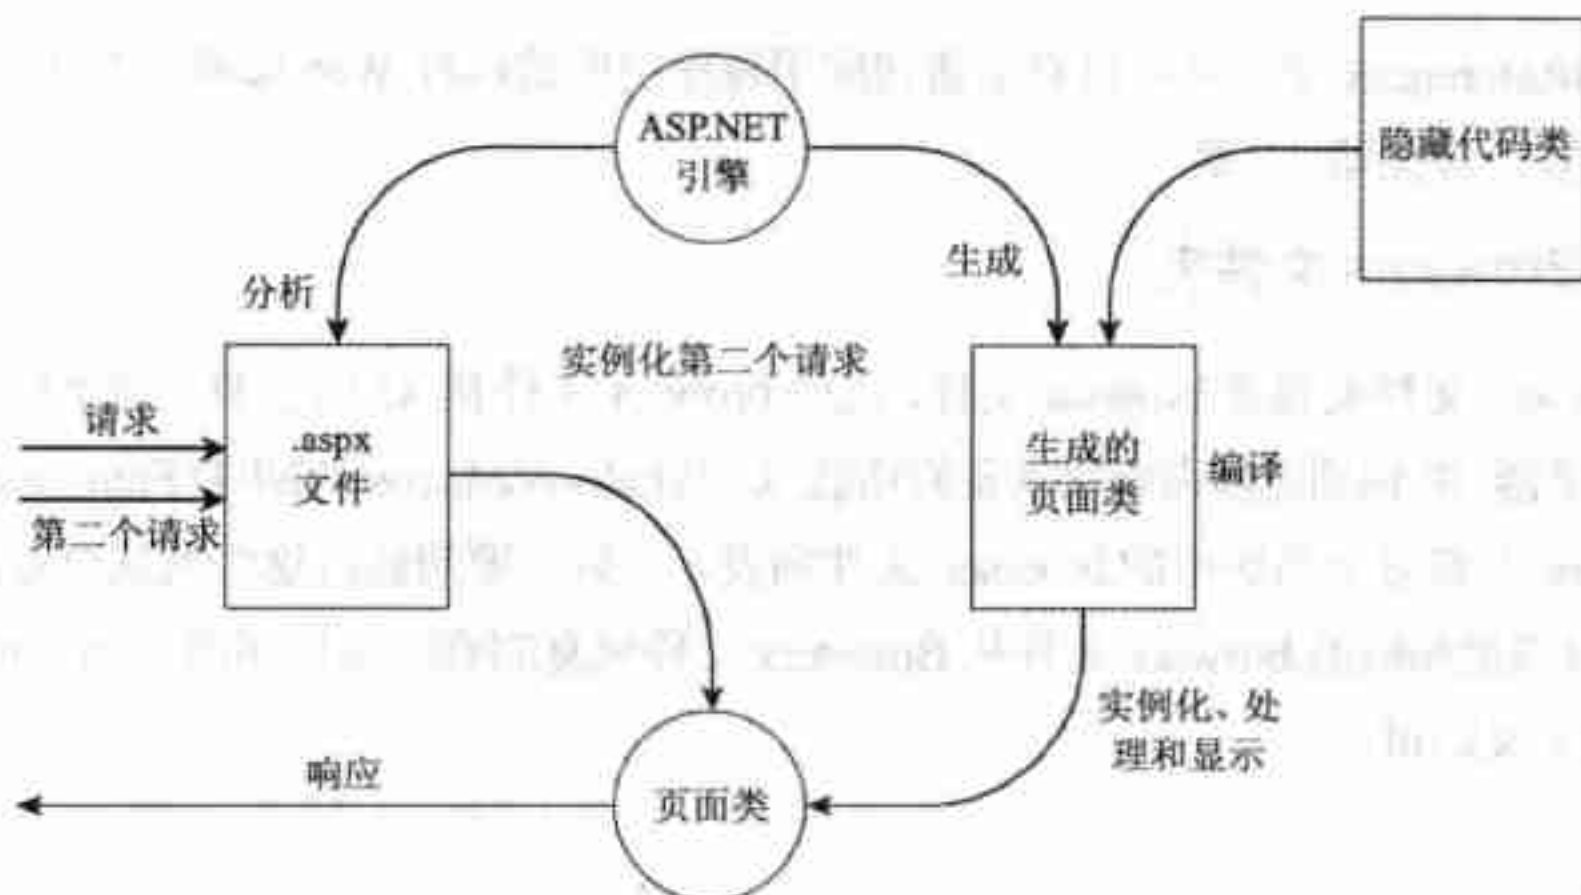 ASP.NET
引擎
隐藏代码类
生成
分析
实例化第二个请求
请求
.aspx
文件
第二个请求
生成的
页面类
编译
实例化、处
理和显示
响应
页面类